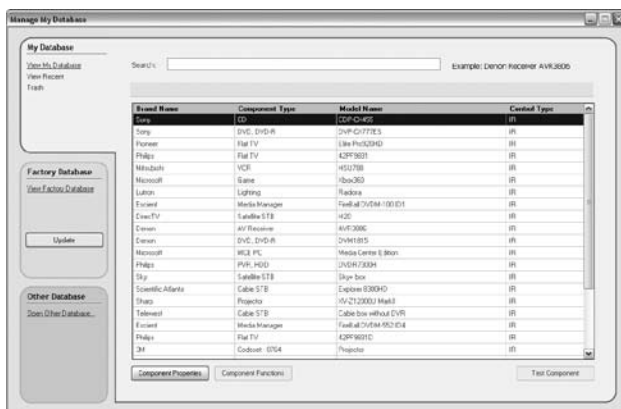 Manage My Database
My Database
View My Database
View Recent
Trash
Search:
Example: Denon Receiver AVR3806
Brand Name Component Type Model Name Control Type
Sony CD CDP-CX455 IR
Sony DVD, DVD-R DVP-CX777ES IR
Pioneer Flat TV Elite Pro920HD IR
Philips Flat TV 42PF9831 IR
Mitsubishi VCR HSU788 IR
Microsoft Game Xbox360 IR
Lutron Lighting Radiora IR
Escient Media Manager FireBall DVDM-100 ID1 IR
DirecTV Satellite STB H20 IR
Denon AV Receiver AVR3806 IR
Denon DVD, DVD-R DVM1815 IR
Microsoft MCE PC Media Center Edition IR
Philips PVR, HDD DVDR7300H IR
Sky Satellite STB Sky+ box IR
Scientific Atlanta Cable STB Explorer 8300HD IR
Sharp Projector XV-Z12000U MarkII IR
Telewest Cable STB Cable box without DVR IR
Escient Media Manager FireBall DVDM-552 ID4 IR
Philips Flat TV 42PF9831D IR
3M Codeset : 0704 Projector IR
Factory Database
View Factory Database
Update
Other Database
Open Other Database...
Component Properties Component Functions Test Component